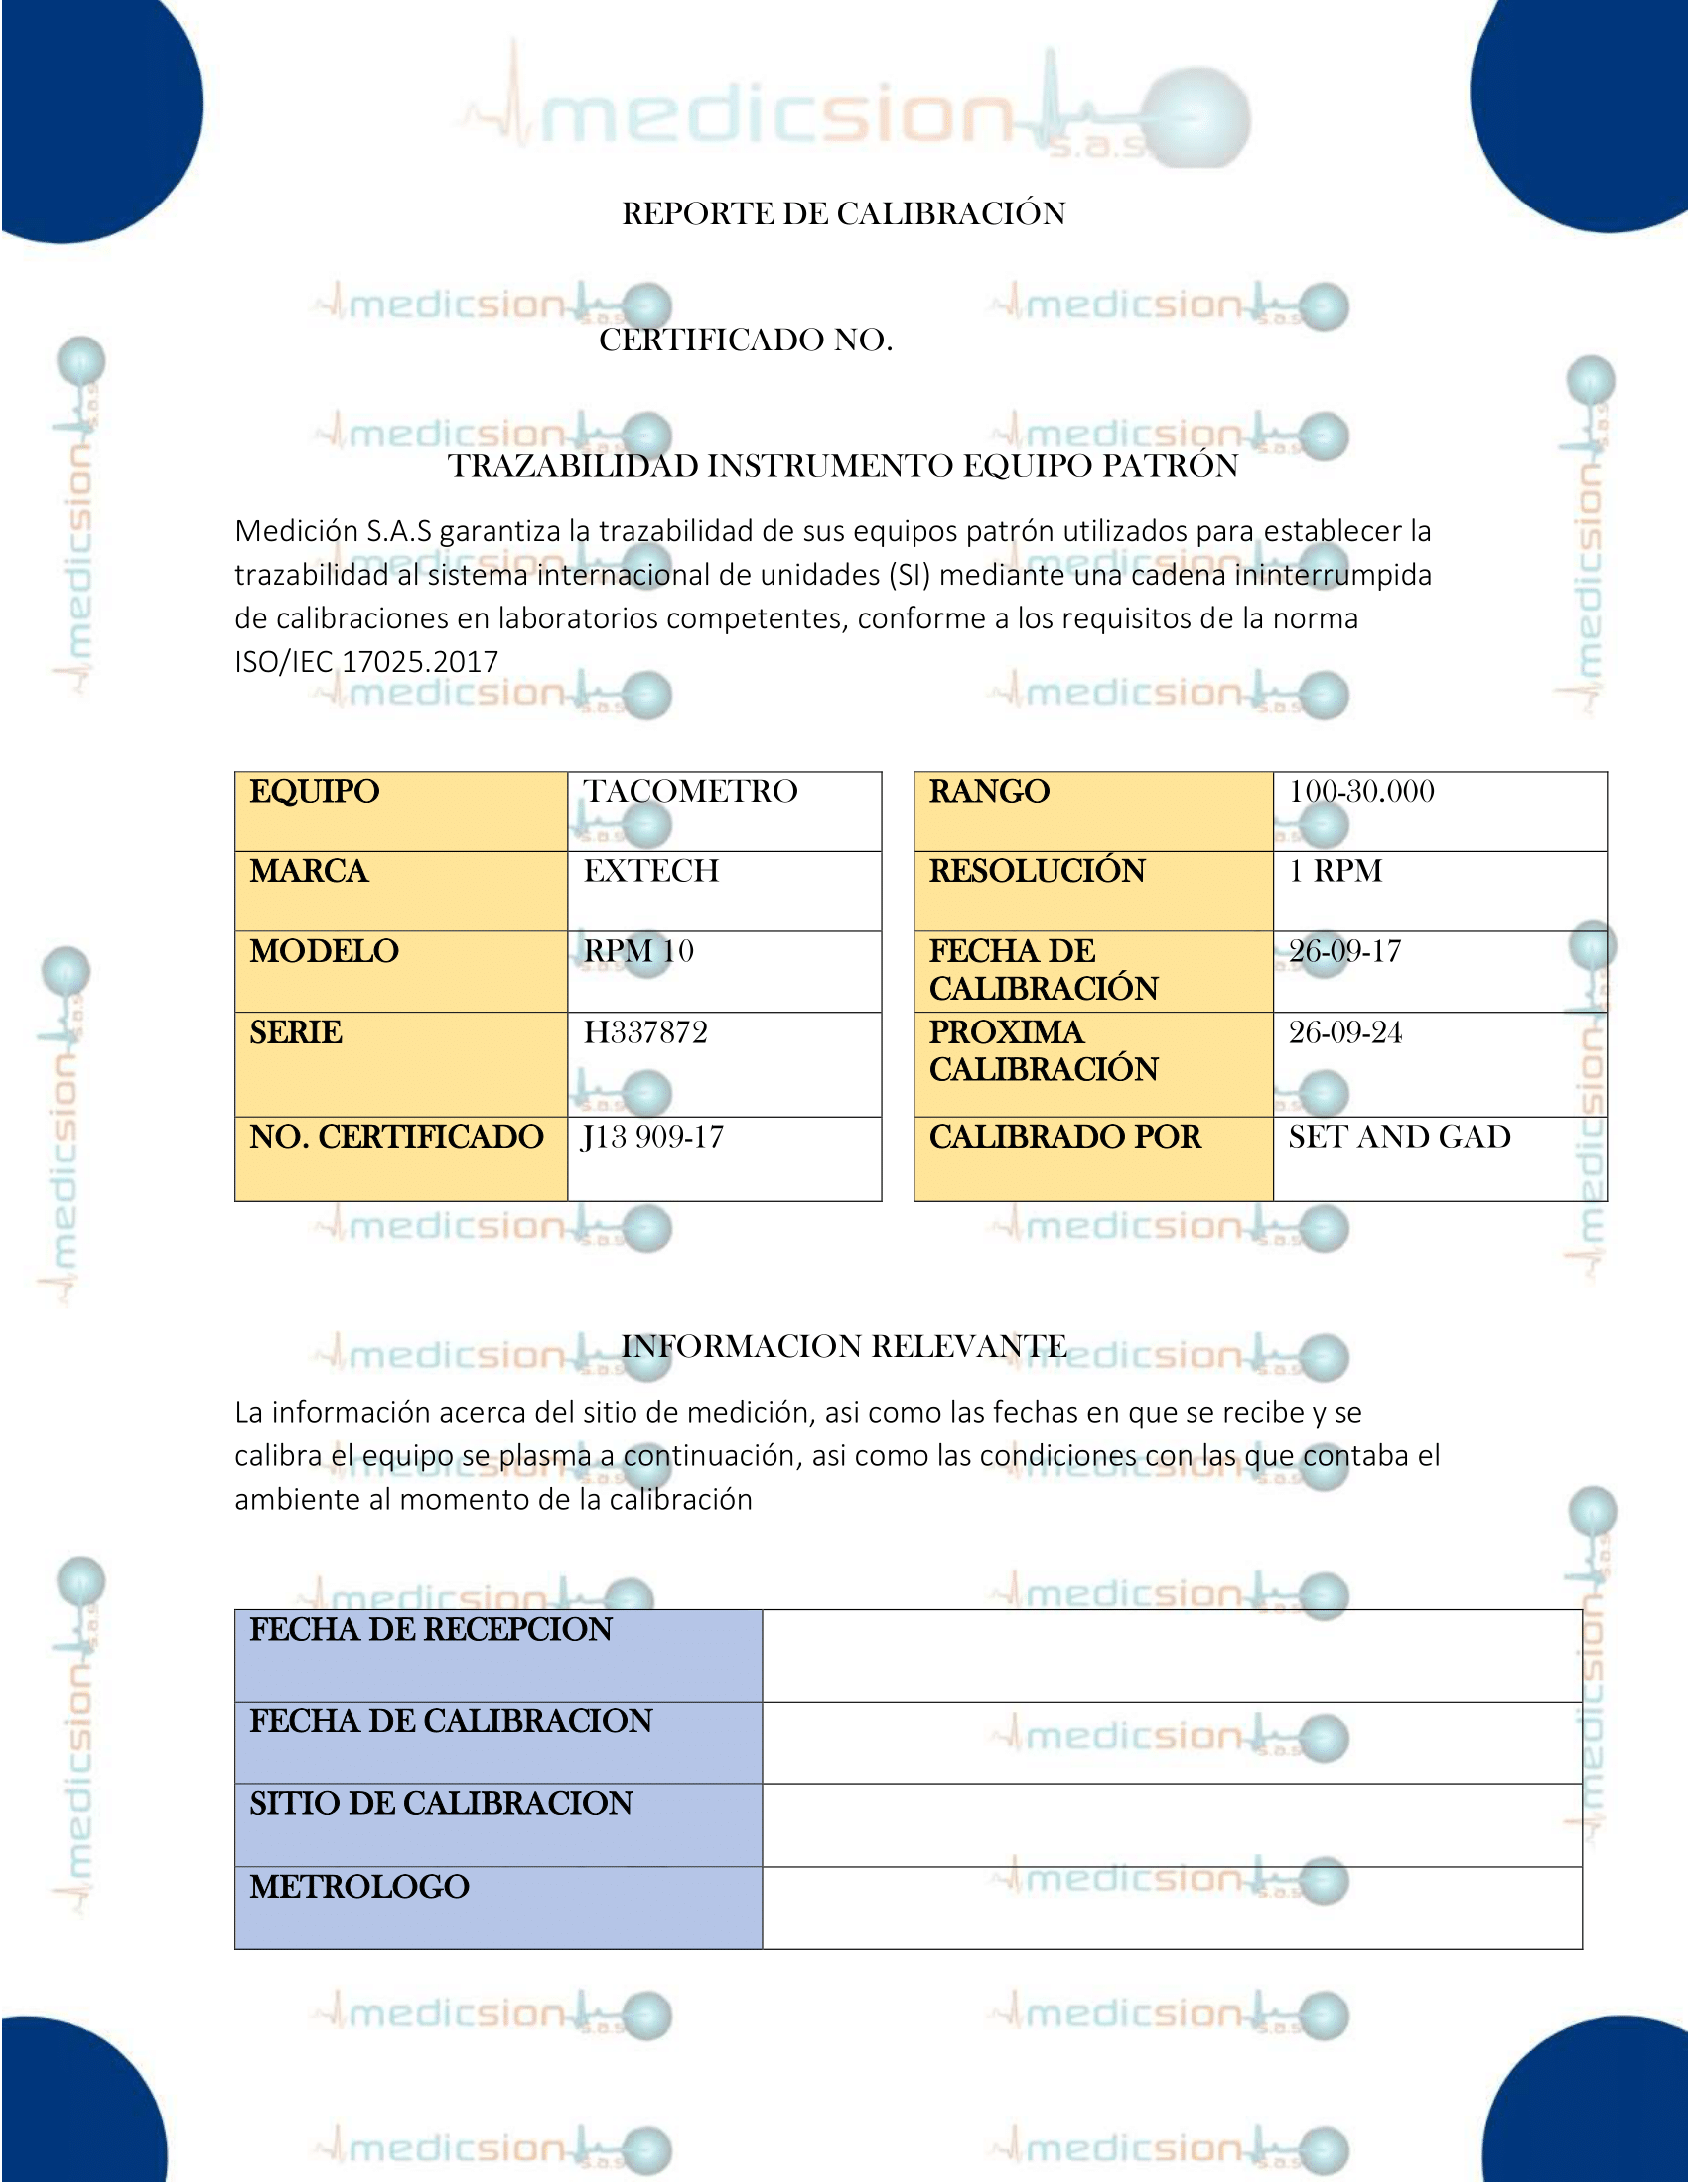 medicsion s.a.s
REPORTE DE CALIBRACIÓN
CERTIFICADO NO.
TRAZABILIDAD INSTRUMENTO EQUIPO PATRÓN
Medición S.A.S garantiza la trazabilidad de sus equipos patrón utilizados para establecer la
trazabilidad al sistema internacional de unidades (SI) mediante una cadena ininterrumpida
de calibraciones en laboratorios competentes, conforme a los requisitos de la norma
ISO/IEC 17025.2017
EQUIPO TACOMETRO
MARCA EXTECH
MODELO RPM 10
SERIE H337872
NO. CERTIFICADO J13 909-17
RANGO 100-30.000
RESOLUCIÓN 1 RPM
FECHA DE
CALIBRACIÓN 26-09-17
PROXIMA
CALIBRACIÓN 26-09-24
CALIBRADO POR SET AND GAD
INFORMACION RELEVANTE
La información acerca del sitio de medición, asi como las fechas en que se recibe y se
calibra el equipo se plasma a continuación, asi como las condiciones con las que contaba el
ambiente al momento de la calibración
FECHA DE RECEPCION
FECHA DE CALIBRACION
SITIO DE CALIBRACION
METROLOGO